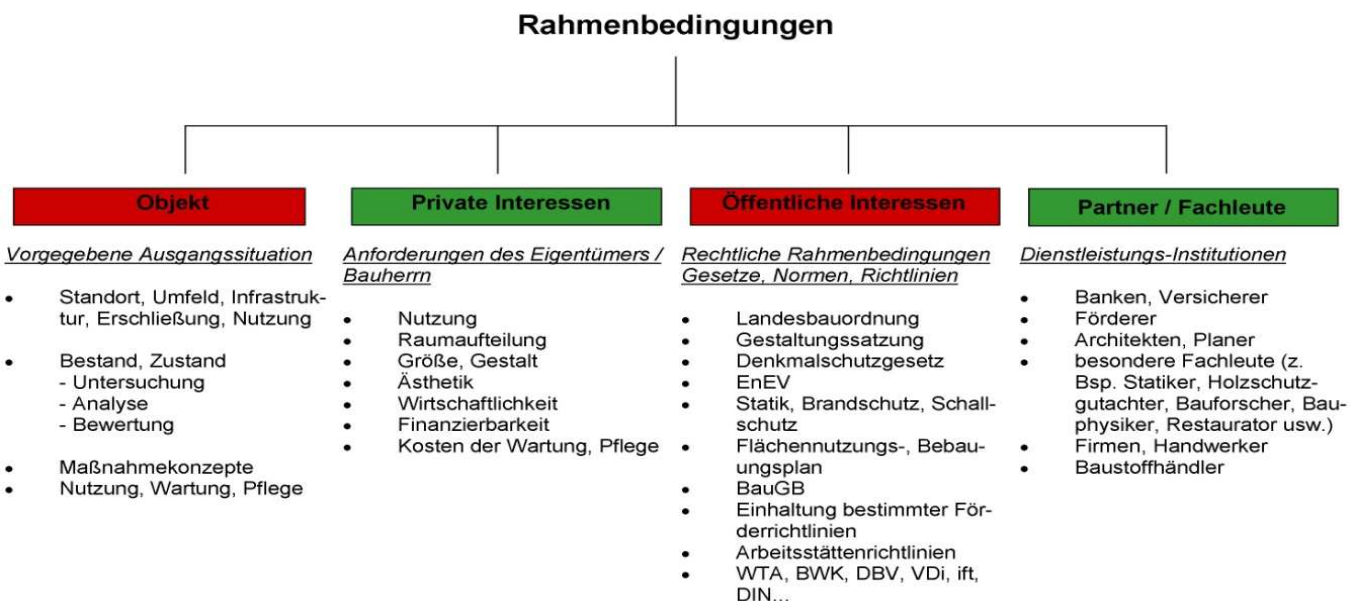 Rahmenbedingungen
Objekt
Vorgegebene Ausgangssituation
• Standort, Umfeld, Infrastruk-
tur, Erschließung, Nutzung
• Bestand, Zustand
- Untersuchung
- Analyse
- Bewertung
• Maßnahmekonzepte
• Nutzung, Wartung, Pflege
Private Interessen
Anforderungen des Eigentümers /
Bauherrn
• Nutzung
• Raumaufteilung
• Größe, Gestalt
• Ästhetik
• Wirtschaftlichkeit
• Finanzierbarkeit
• Kosten der Wartung, Pflege
Öffentliche Interessen
Rechtliche Rahmenbedingungen
Gesetze, Normen, Richtlinien
• Landesbauordnung
• Gestaltungssatzung
• Denkmalschutzgesetz
• EnEV
• Statik, Brandschutz, Schall-
schutz
• Flächennutzungs-, Bebau-
ungsplan
• BauGB
• Einhaltung bestimmter För-
derrichtlinien
• Arbeitsstättenrichtlinien
• WTA, BWK, DBV, VDi, ift,
DIN...
Partner / Fachleute
Dienstleistungs-Institutionen
• Banken, Versicherer
• Förderer
• Architekten, Planer
• besondere Fachleute (z.
Bsp. Statiker, Holzschutz-
gutachter, Bauforscher, Bau-
physiker, Restaurator usw.)
• Firmen, Handwerker
• Baustoffhändler